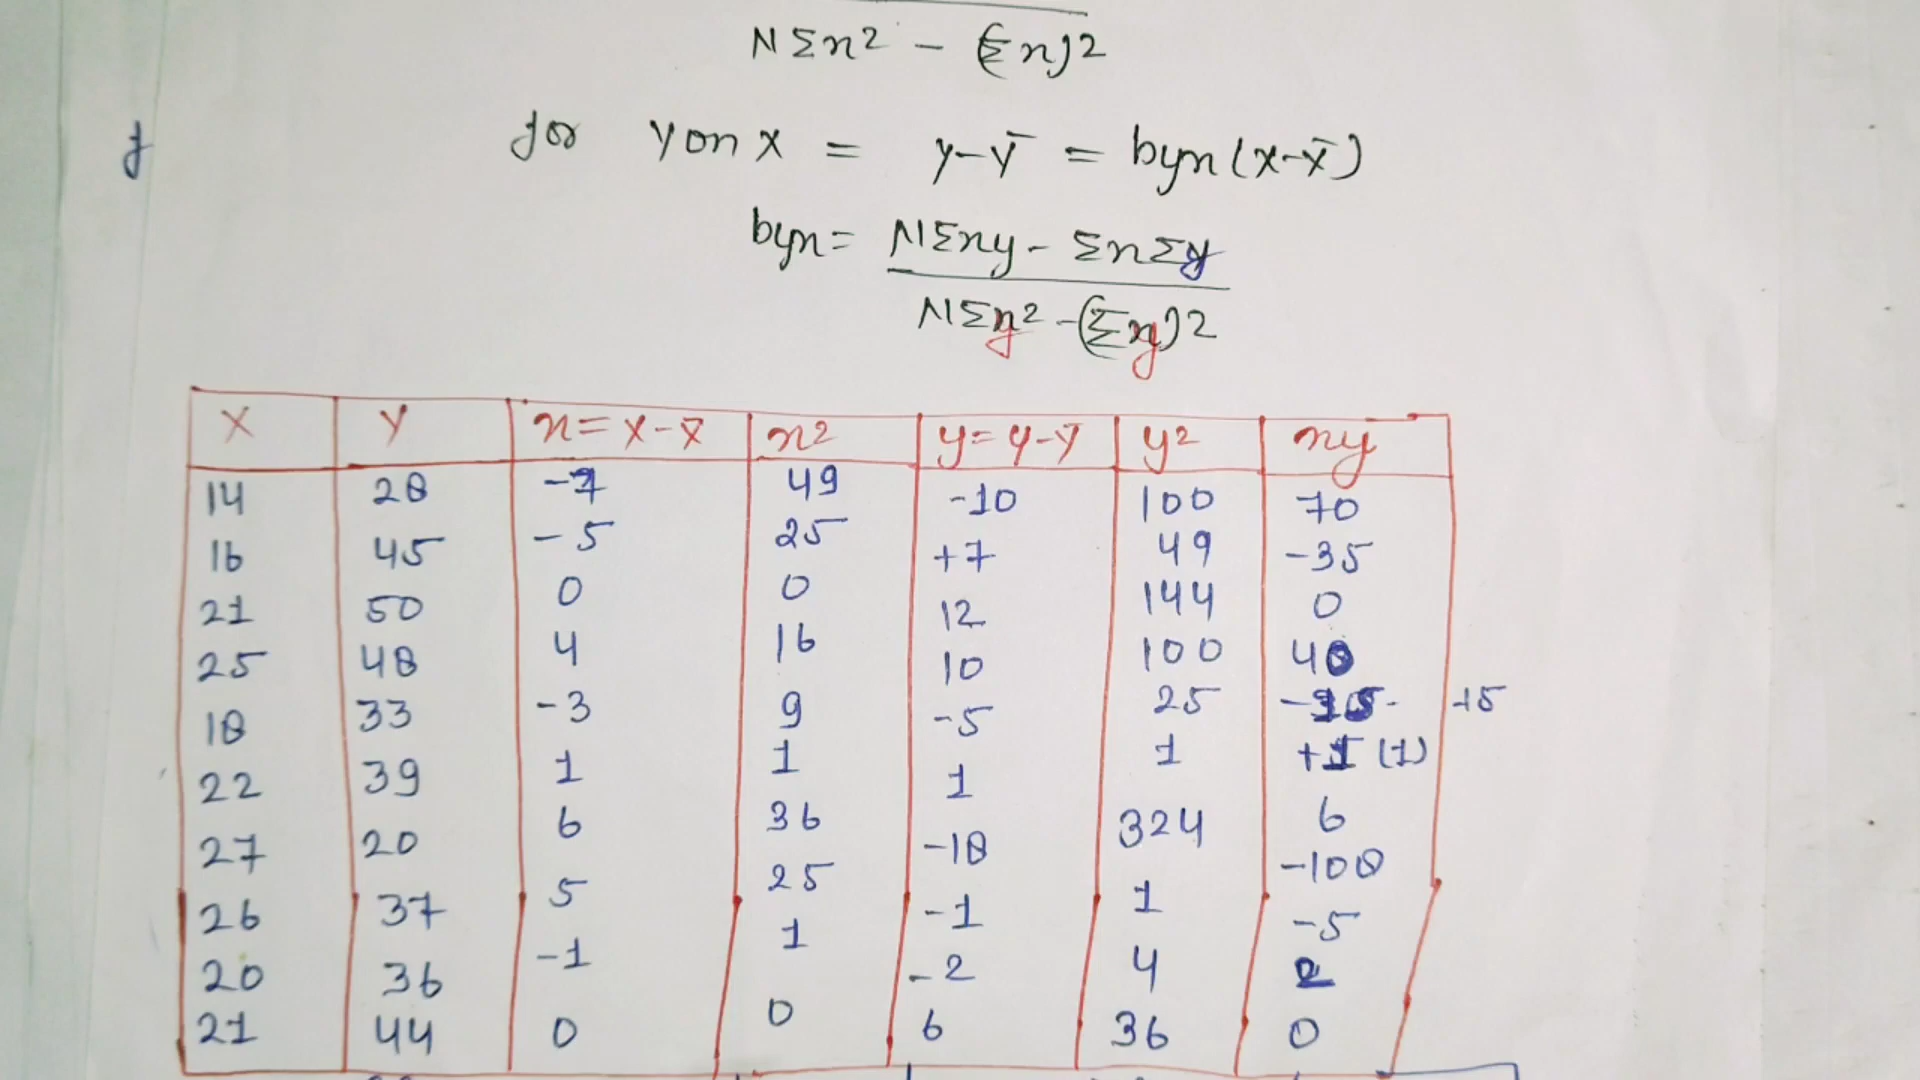 NΣx² - (Σx)²
y
for Y on X = y-Ȳ = byx(x-x̄)
byx = NΣxy - ΣxΣy
NΣy² - (Σy)²
X Y x=X-X̄ x² y=Y-Ȳ y² xy
14 28 -7 49 -10 100 70
16 45 -5 25 +7 49 -35
21 50 0 0 12 144 0
25 48 4 16 10 100 40
18 33 -3 9 -5 25 15
22 39 1 1 1 1 +1 (1)
27 20 6 36 -18 324 6
26 37 5 25 -1 1 -108
20 36 -1 1 -2 4 -5
21 44 0 0 6 36 2
0